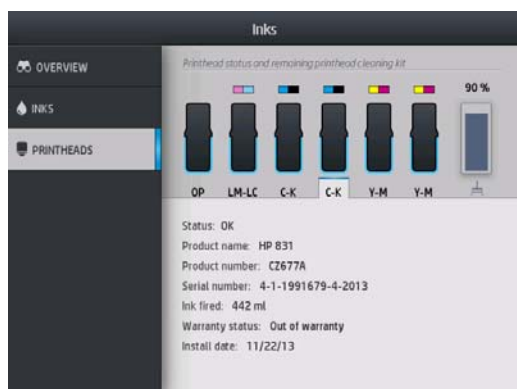 Inks
OVERVIEW
INKS
PRINTHEADS
Printhead status and remaining printhead cleaning kit
90 %
OP LM-LC C-K C-K Y-M Y-M
Status: OK
Product name: HP 831
Product number: CZ677A
Serial number: 4-1-1991679-4-2013
Ink fired: 442 ml
Warranty status: Out of warranty
Install date: 11/22/13